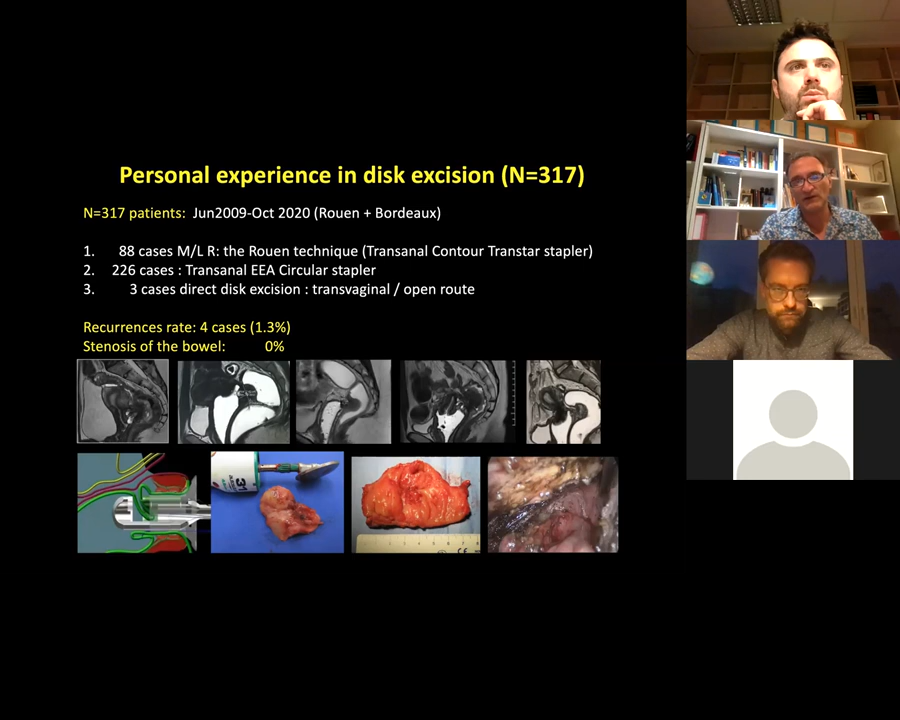 Personal experience in disk excision (N=317)
N=317 patients: Jun2009-Oct 2020 (Rouen + Bordeaux)
1. 88 cases M/L R: the Rouen technique (Transanal Contour Transtar stapler)
2. 226 cases : Transanal EEA Circular stapler
3. 3 cases direct disk excision : transvaginal / open route
Recurrences rate: 4 cases (1.3%)
Stenosis of the bowel: 0%
31